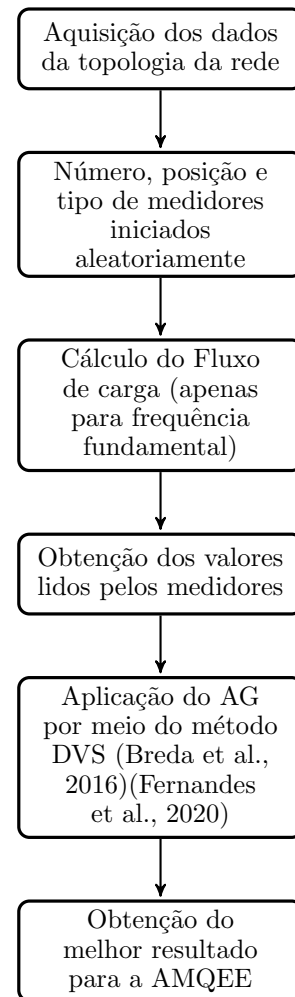 Aquisição dos dados
da topologia da rede
Número, posição e
tipo de medidores
iniciados
aleatoriamente
Cálculo do Fluxo
de carga (apenas
para frequência
fundamental)
Obtenção dos valores
lidos pelos medidores
Aplicação do AG
por meio do método
DVS (Breda et al.,
2016)(Fernandes
et al., 2020)
Obtenção do
melhor resultado
para a AMQEE